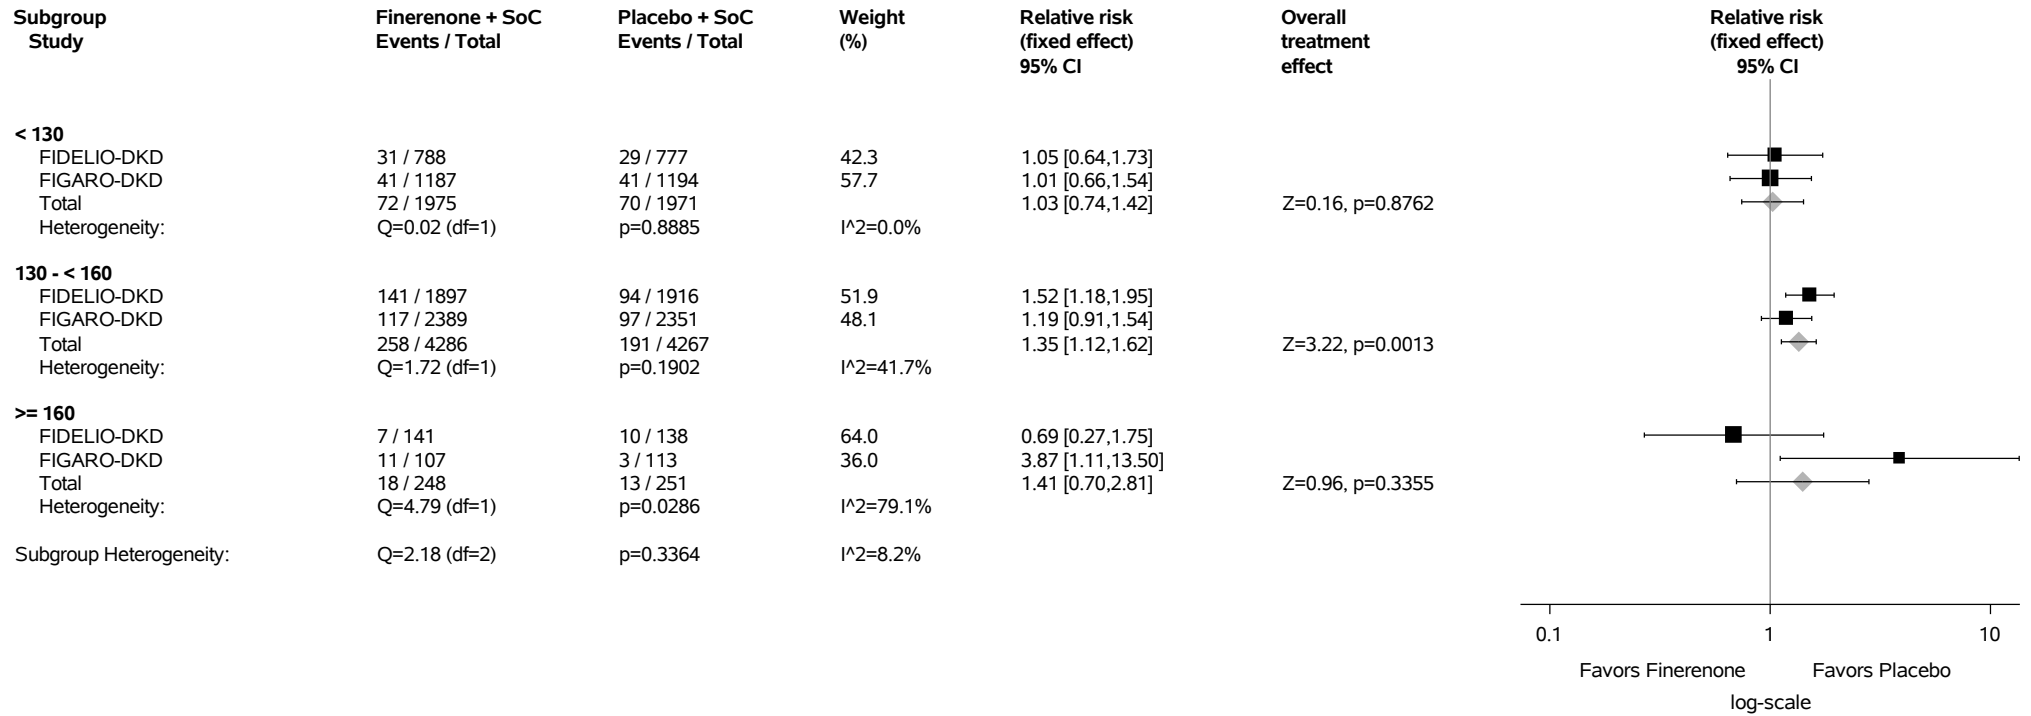 Subgroup Finerenone + SoC Placebo + SoC Weight Relative risk Overall Relative risk
Study Events / Total Events / Total (%) (fixed effect) treatment (fixed effect)
95% CI effect 95% CI
< 130
FIDELIO-DKD 31 / 788 29 / 777 42.3 1.05 [0.64,1.73]
FIGARO-DKD 41 / 1187 41 / 1194 57.7 1.01 [0.66,1.54]
Total 72 / 1975 70 / 1971 1.03 [0.74,1.42] Z=0.16, p=0.8762
Heterogeneity: Q=0.02 (df=1) p=0.8885 I^2=0.0%
130 - < 160
FIDELIO-DKD 141 / 1897 94 / 1916 51.9 1.52 [1.18,1.95]
FIGARO-DKD 117 / 2389 97 / 2351 48.1 1.19 [0.91,1.54]
Total 258 / 4286 191 / 4267 1.35 [1.12,1.62] Z=3.22, p=0.0013
Heterogeneity: Q=1.72 (df=1) p=0.1902 I^2=41.7%
>= 160
FIDELIO-DKD 7 / 141 10 / 138 64.0 0.69 [0.27,1.75]
FIGARO-DKD 11 / 107 3 / 113 36.0 3.87 [1.11,13.50]
Total 18 / 248 13 / 251 1.41 [0.70,2.81] Z=0.96, p=0.3355
Heterogeneity: Q=4.79 (df=1) p=0.0286 I^2=79.1%
Subgroup Heterogeneity: Q=2.18 (df=2) p=0.3364 I^2=8.2%
0.1 1 10
Favors Finerenone Favors Placebo
log-scale